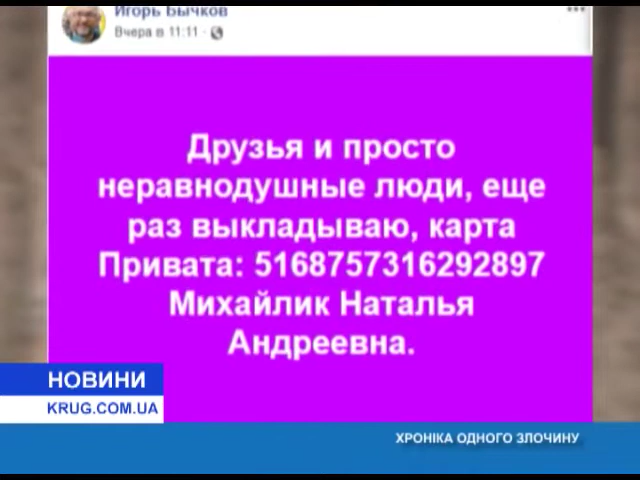 Игорь Бычков
Вчера в 11:11 ·
Друзья и просто
неравнодушные люди, еще
раз выкладываю, карта
Привата: 5168757316292897
Михайлик Наталья
Андреевна.
НОВИНИ
KRUG.COM.UA
ХРОНІКА ОДНОГО ЗЛОЧИНУ